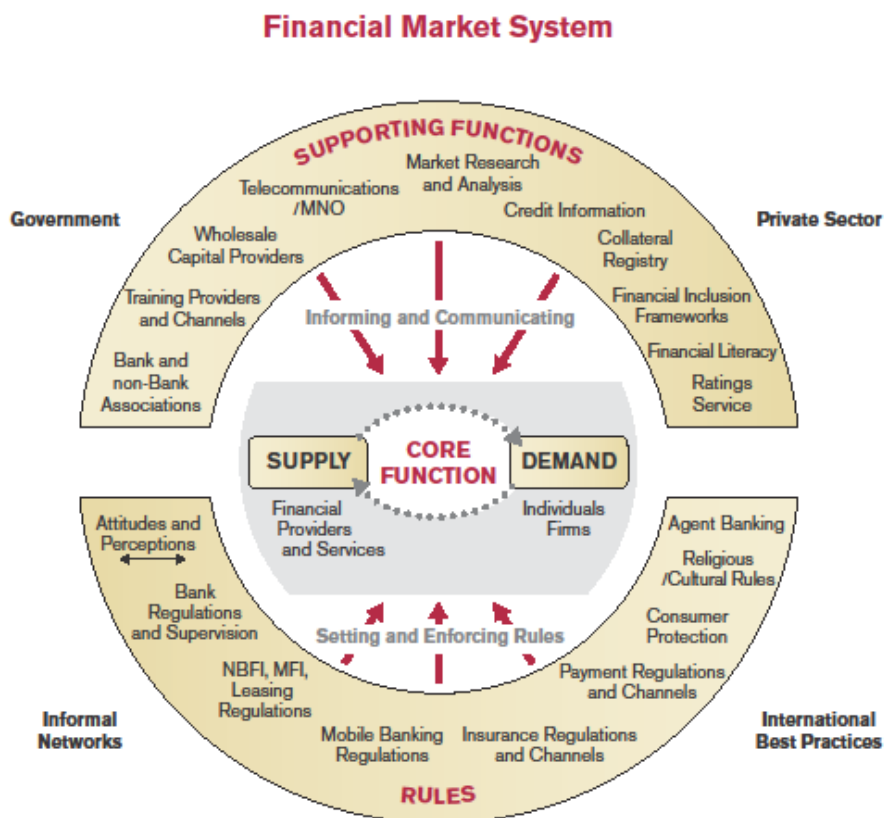 Financial Market System
SUPPORTING FUNCTIONS
Government
Private Sector
Market Research
and Analysis
Telecommunications
/MNO
Credit Information
Wholesale
Capital Providers
Collateral
Registry
Training Providers
and Channels
Financial Inclusion
Frameworks
Bank and
non-Bank
Associations
Financial Literacy
Ratings
Service
Informing and Communicating
SUPPLY
CORE
FUNCTION
DEMAND
Financial
Providers
and Services
Individuals
Firms
Setting and Enforcing Rules
Attitudes and
Perceptions
Bank
Regulations
and Supervision
NBFI, MFI,
Leasing
Regulations
Mobile Banking
Regulations
Insurance Regulations
and Channels
Payment Regulations
and Channels
Consumer
Protection
Religious
/Cultural Rules
Agent Banking
Informal
Networks
International
Best Practices
RULES